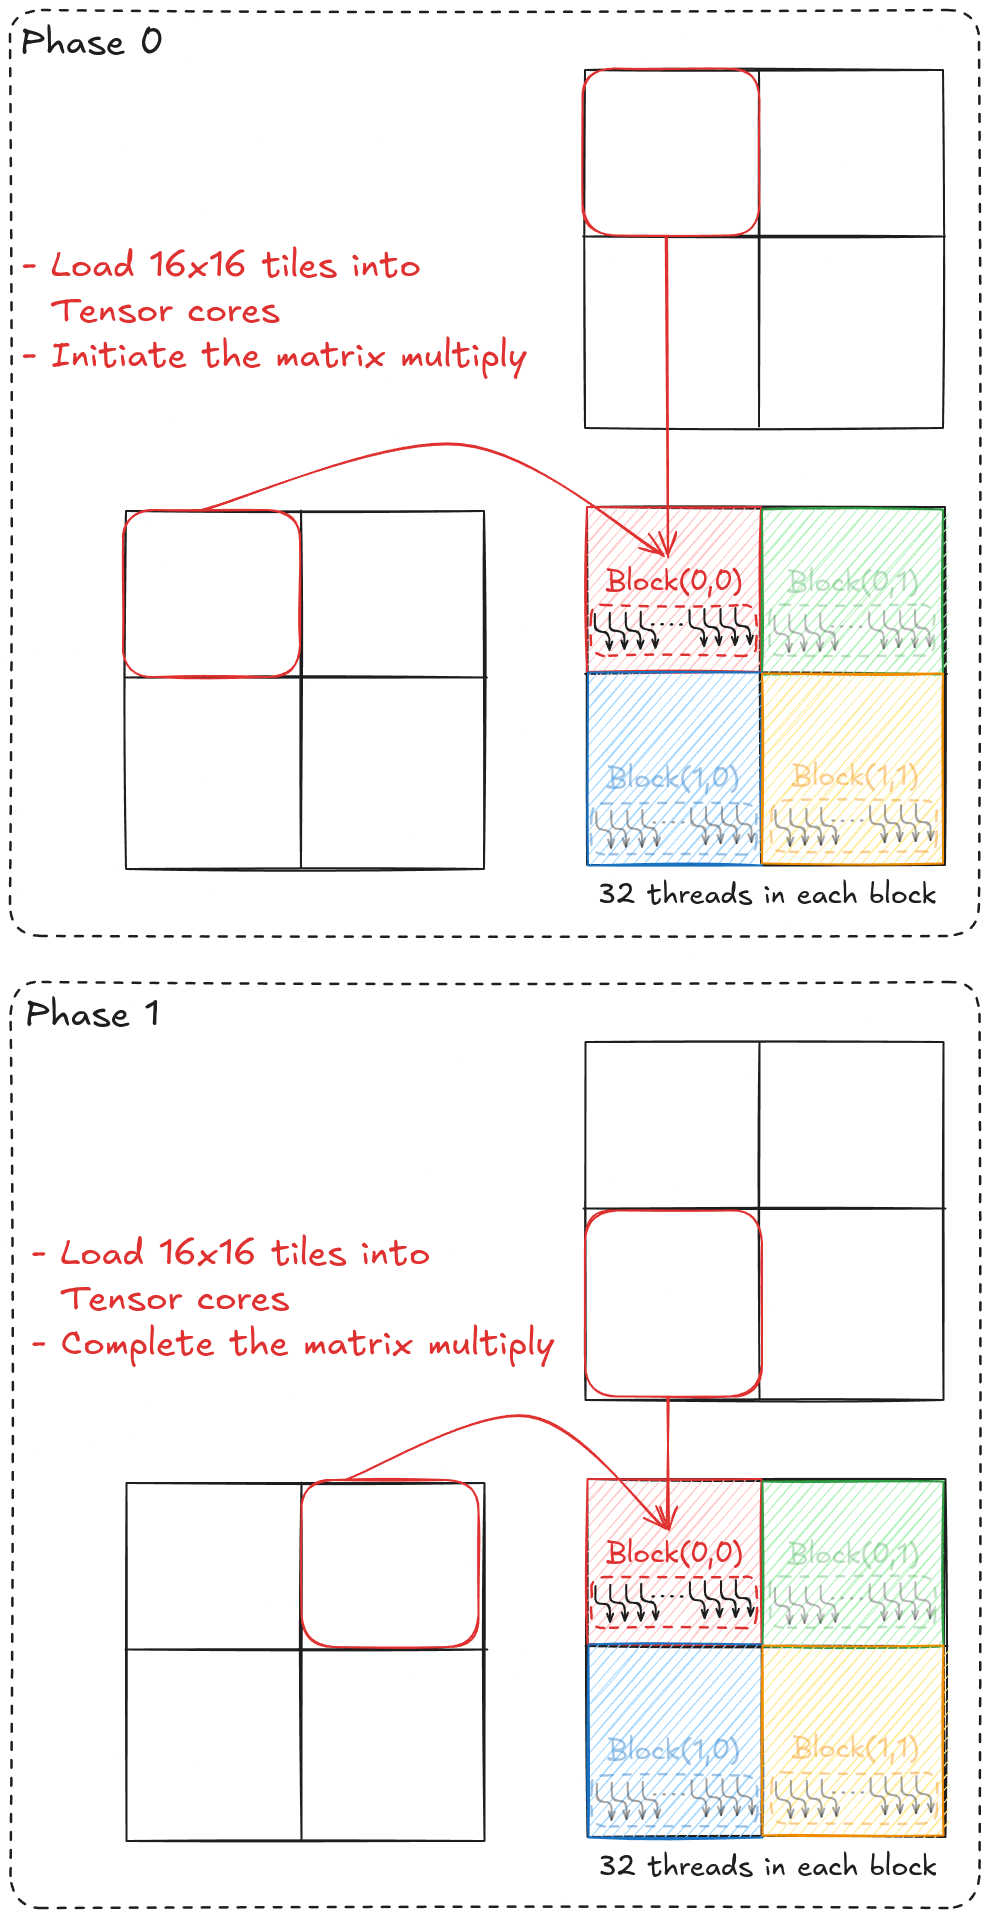 Phase 0
- Load 16x16 tiles into
Tensor cores
- Initiate the matrix multiply
Block(0,0)
Block(0,1)
Block(1,0)
Block(1,1)
32 threads in each block
Phase 1
- Load 16x16 tiles into
Tensor cores
- Complete the matrix multiply
Block(0,0)
Block(0,1)
Block(1,0)
Block(1,1)
32 threads in each block